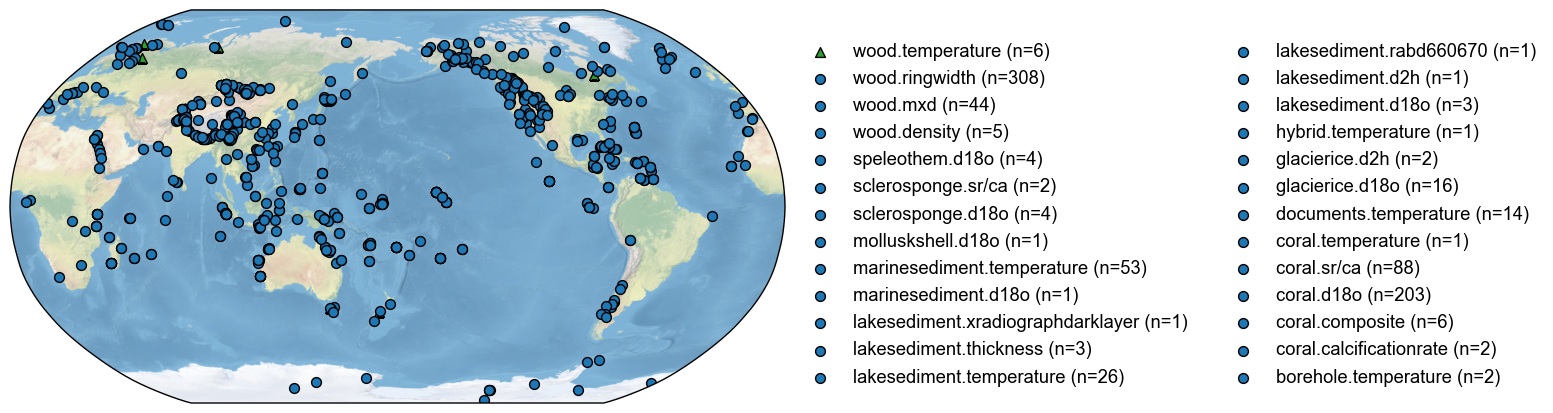 wood.temperature (n=6)
wood.ringwidth (n=308)
wood.mxd (n=44)
wood.density (n=5)
speleothem.d18o (n=4)
sclerosponge.sr/ca (n=2)
sclerosponge.d18o (n=4)
molluskshell.d18o (n=1)
marinesediment.temperature (n=53)
marinesediment.d18o (n=1)
lakesediment.xradiographdarklayer (n=1)
lakesediment.thickness (n=3)
lakesediment.temperature (n=26)
lakesediment.rabd660670 (n=1)
lakesediment.d2h (n=1)
lakesediment.d18o (n=3)
hybrid.temperature (n=1)
glacierice.d2h (n=2)
glacierice.d18o (n=16)
documents.temperature (n=14)
coral.temperature (n=1)
coral.sr/ca (n=88)
coral.d18o (n=203)
coral.composite (n=6)
coral.calcificationrate (n=2)
borehole.temperature (n=2)